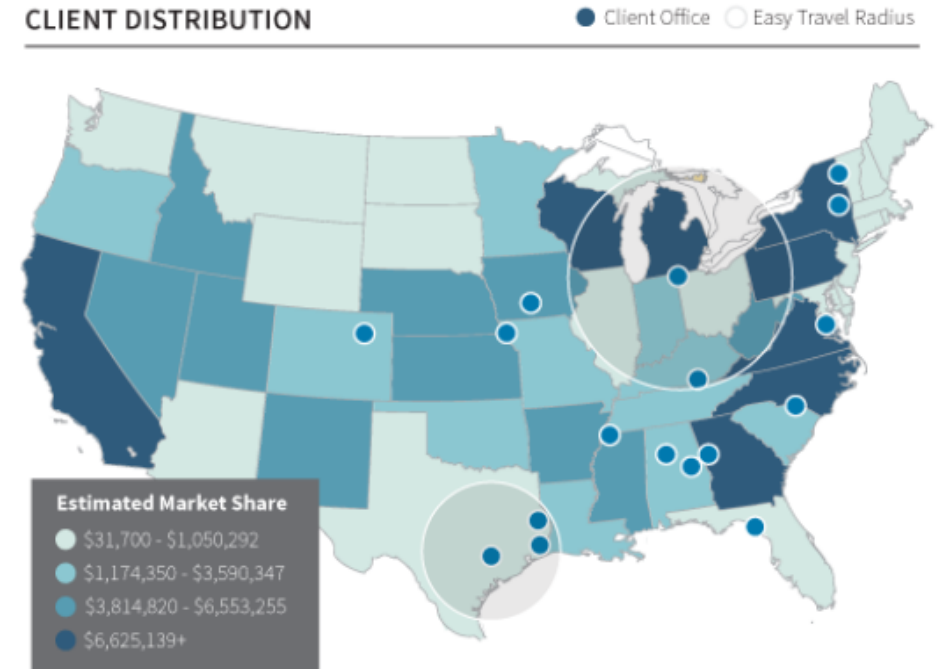 CLIENT DISTRIBUTION
Client Office Easy Travel Radius
Estimated Market Share
$31,700 - $1,050,292
$1,174,350 - $3,590,347
$3,814,820 - $6,553,255
$6,625,139+